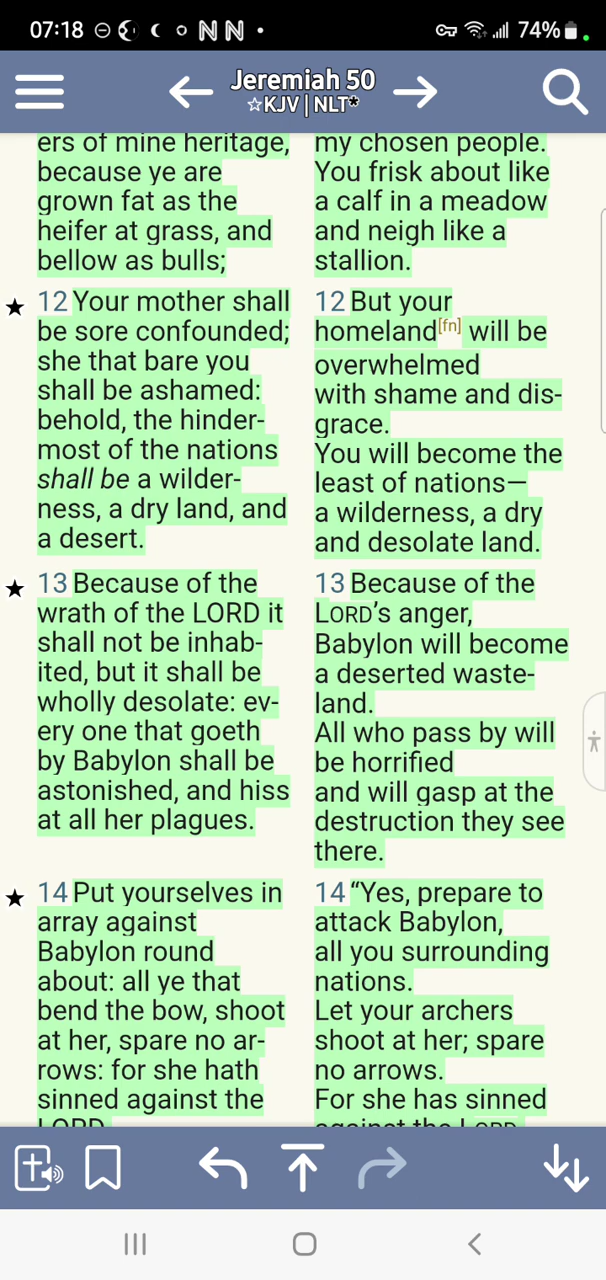 07:18
74%
Jeremiah 50
☆KJV | NLT*
ers of mine heritage,
because ye are
grown fat as the
heifer at grass, and
bellow as bulls;
12 Your mother shall
be sore confounded;
she that bare you
shall be ashamed:
behold, the hinder-
most of the nations
shall be a wilder-
ness, a dry land, and
a desert.
13 Because of the
wrath of the LORD it
shall not be inhab-
ited, but it shall be
wholly desolate: ev-
ery one that goeth
by Babylon shall be
astonished, and hiss
at all her plagues.
14 Put yourselves in
array against
Babylon round
about: all ye that
bend the bow, shoot
at her, spare no ar-
rows: for she hath
sinned against the
LORD
my chosen people.
You frisk about like
a calf in a meadow
and neigh like a
stallion.
12 But your
homeland[fn] will be
overwhelmed
with shame and dis-
grace.
You will become the
least of nations—
a wilderness, a dry
and desolate land.
13 Because of the
LORD’s anger,
Babylon will become
a deserted waste-
land.
All who pass by will
be horrified
and will gasp at the
destruction they see
there.
14 “Yes, prepare to
attack Babylon,
all you surrounding
nations.
Let your archers
shoot at her; spare
no arrows.
For she has sinned
against the LORD